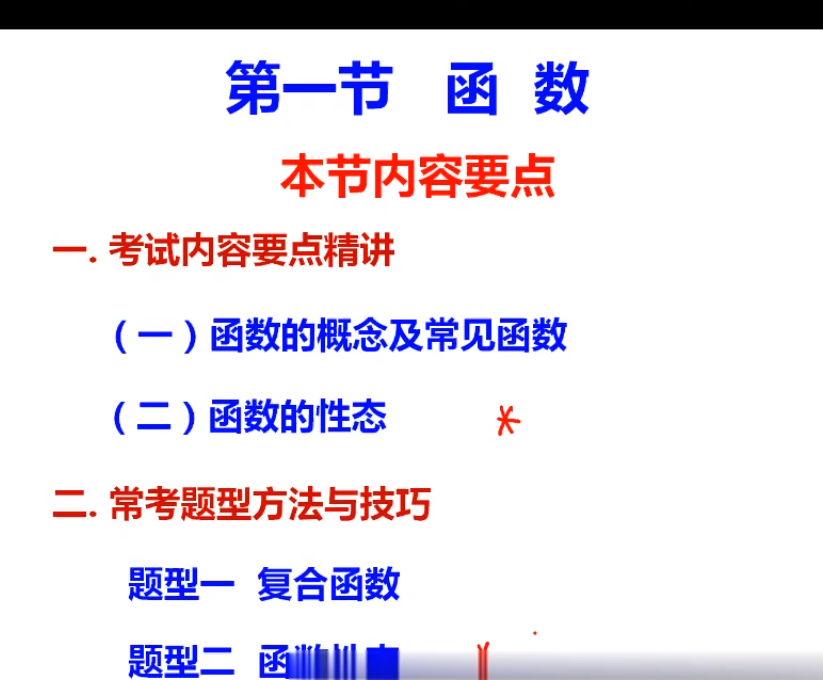 第一节 函 数
本节内容要点
一. 考试内容要点精讲
（一）函数的概念及常见函数
（二）函数的性态
二. 常考题型方法与技巧
题型一 复合函数
题型二 函